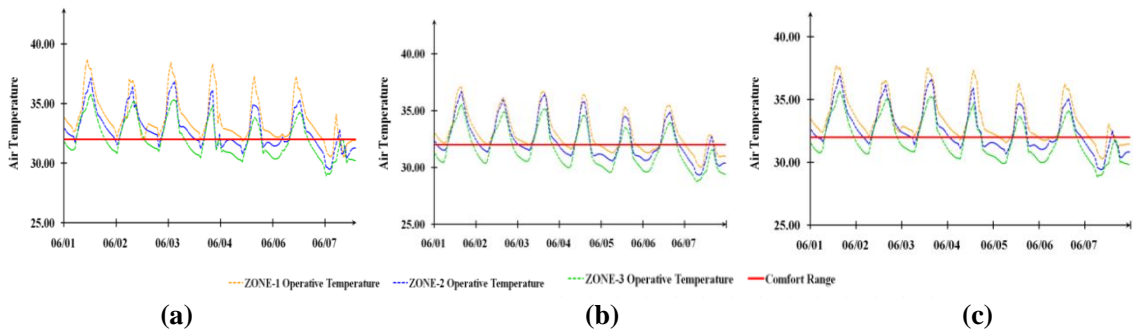 40.00
35.00
30.00
25.00
Air Temperature
06/01 06/02 06/03 06/04 06/06 06/07
40.00
35.00
30.00
25.00
Air Temperature
06/01 06/02 06/03 06/04 06/05 06/06 06/07
40.00
35.00
30.00
25.00
Air Temperature
06/01 06/02 06/03 06/04 06/05 06/06 06/07
ZONE-1 Operative Temperature ZONE-2 Operative Temperature ZONE-3 Operative Temperature Comfort Range
(a) (b) (c)
(a) (b) (c)